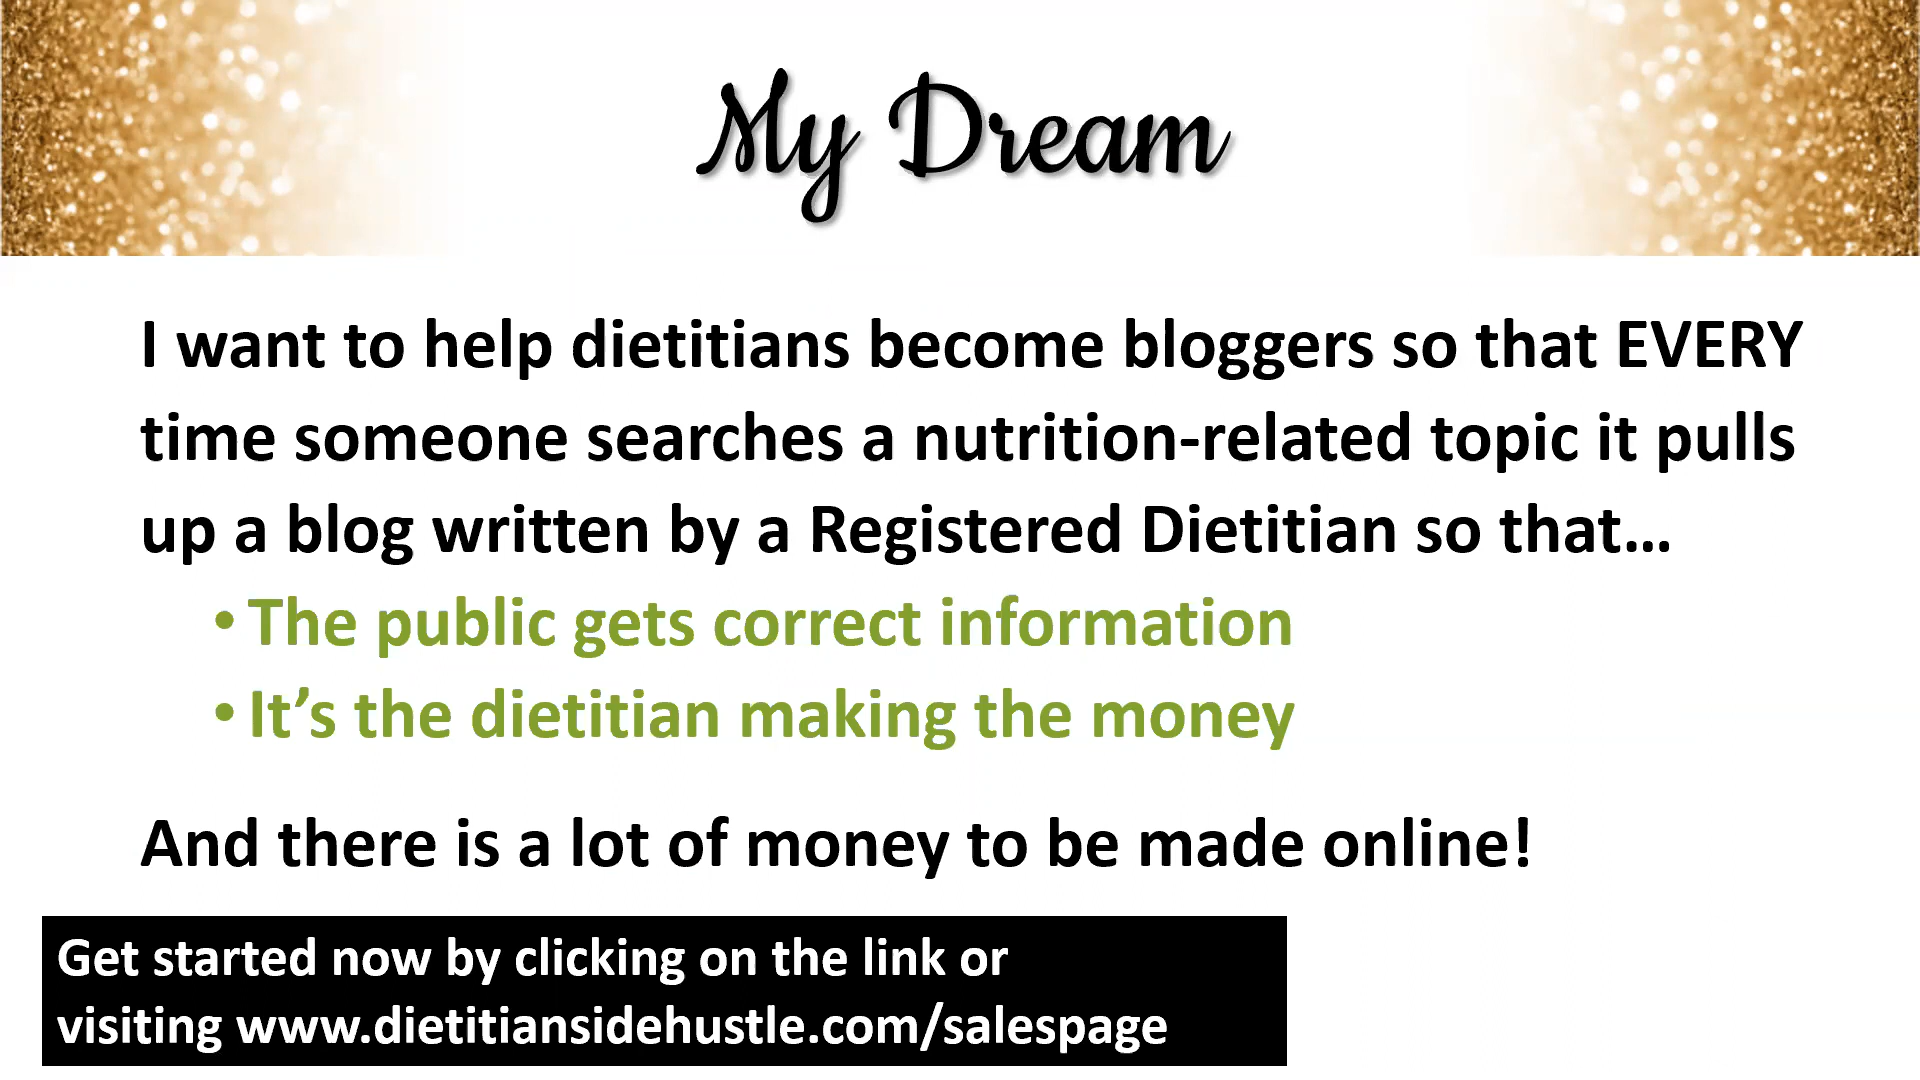 My Dream
I want to help dietitians become bloggers so that EVERY
time someone searches a nutrition-related topic it pulls
up a blog written by a Registered Dietitian so that…
• The public gets correct information
• It’s the dietitian making the money
And there is a lot of money to be made online!
Get started now by clicking on the link or
visiting www.dietitiansidehustle.com/salespage